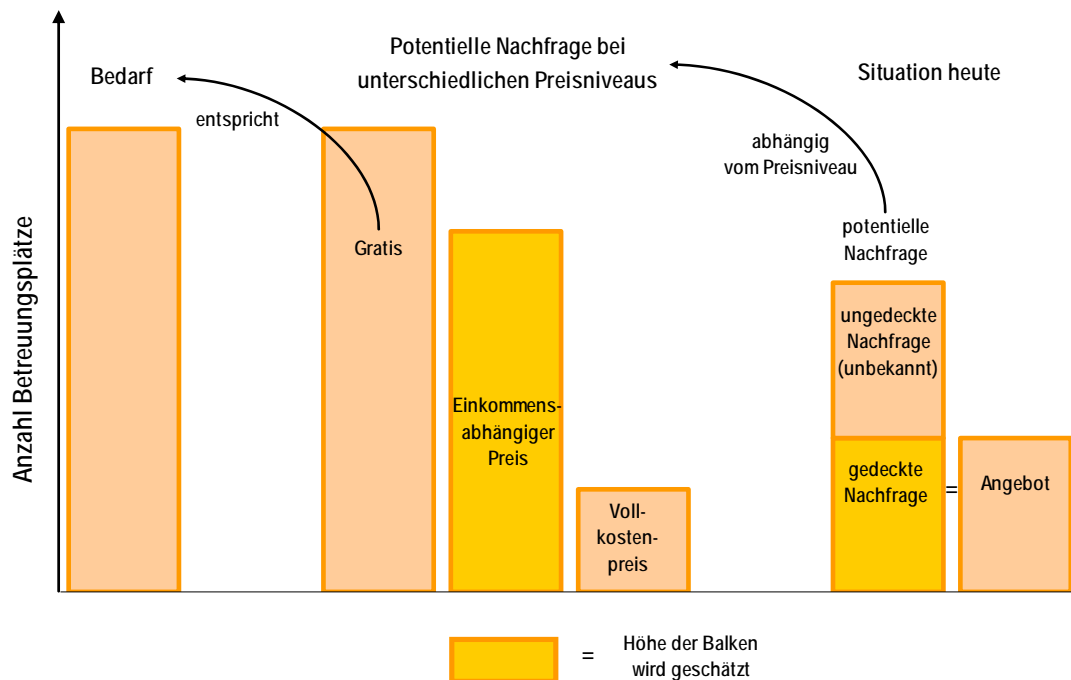 Potentielle Nachfrage bei
unterschiedlichen Preisniveaus
Bedarf
Situation heute
entspricht
abhängig
vom Preisniveau
Gratis
potentielle
Nachfrage
ungedeckte
Nachfrage
(unbekannt)
Einkommens-
abhängiger
Preis
gedeckte
Nachfrage
=
Angebot
Voll-
kosten-
preis
Anzahl Betreuungsplätze
=
Höhe der Balken
wird geschätzt